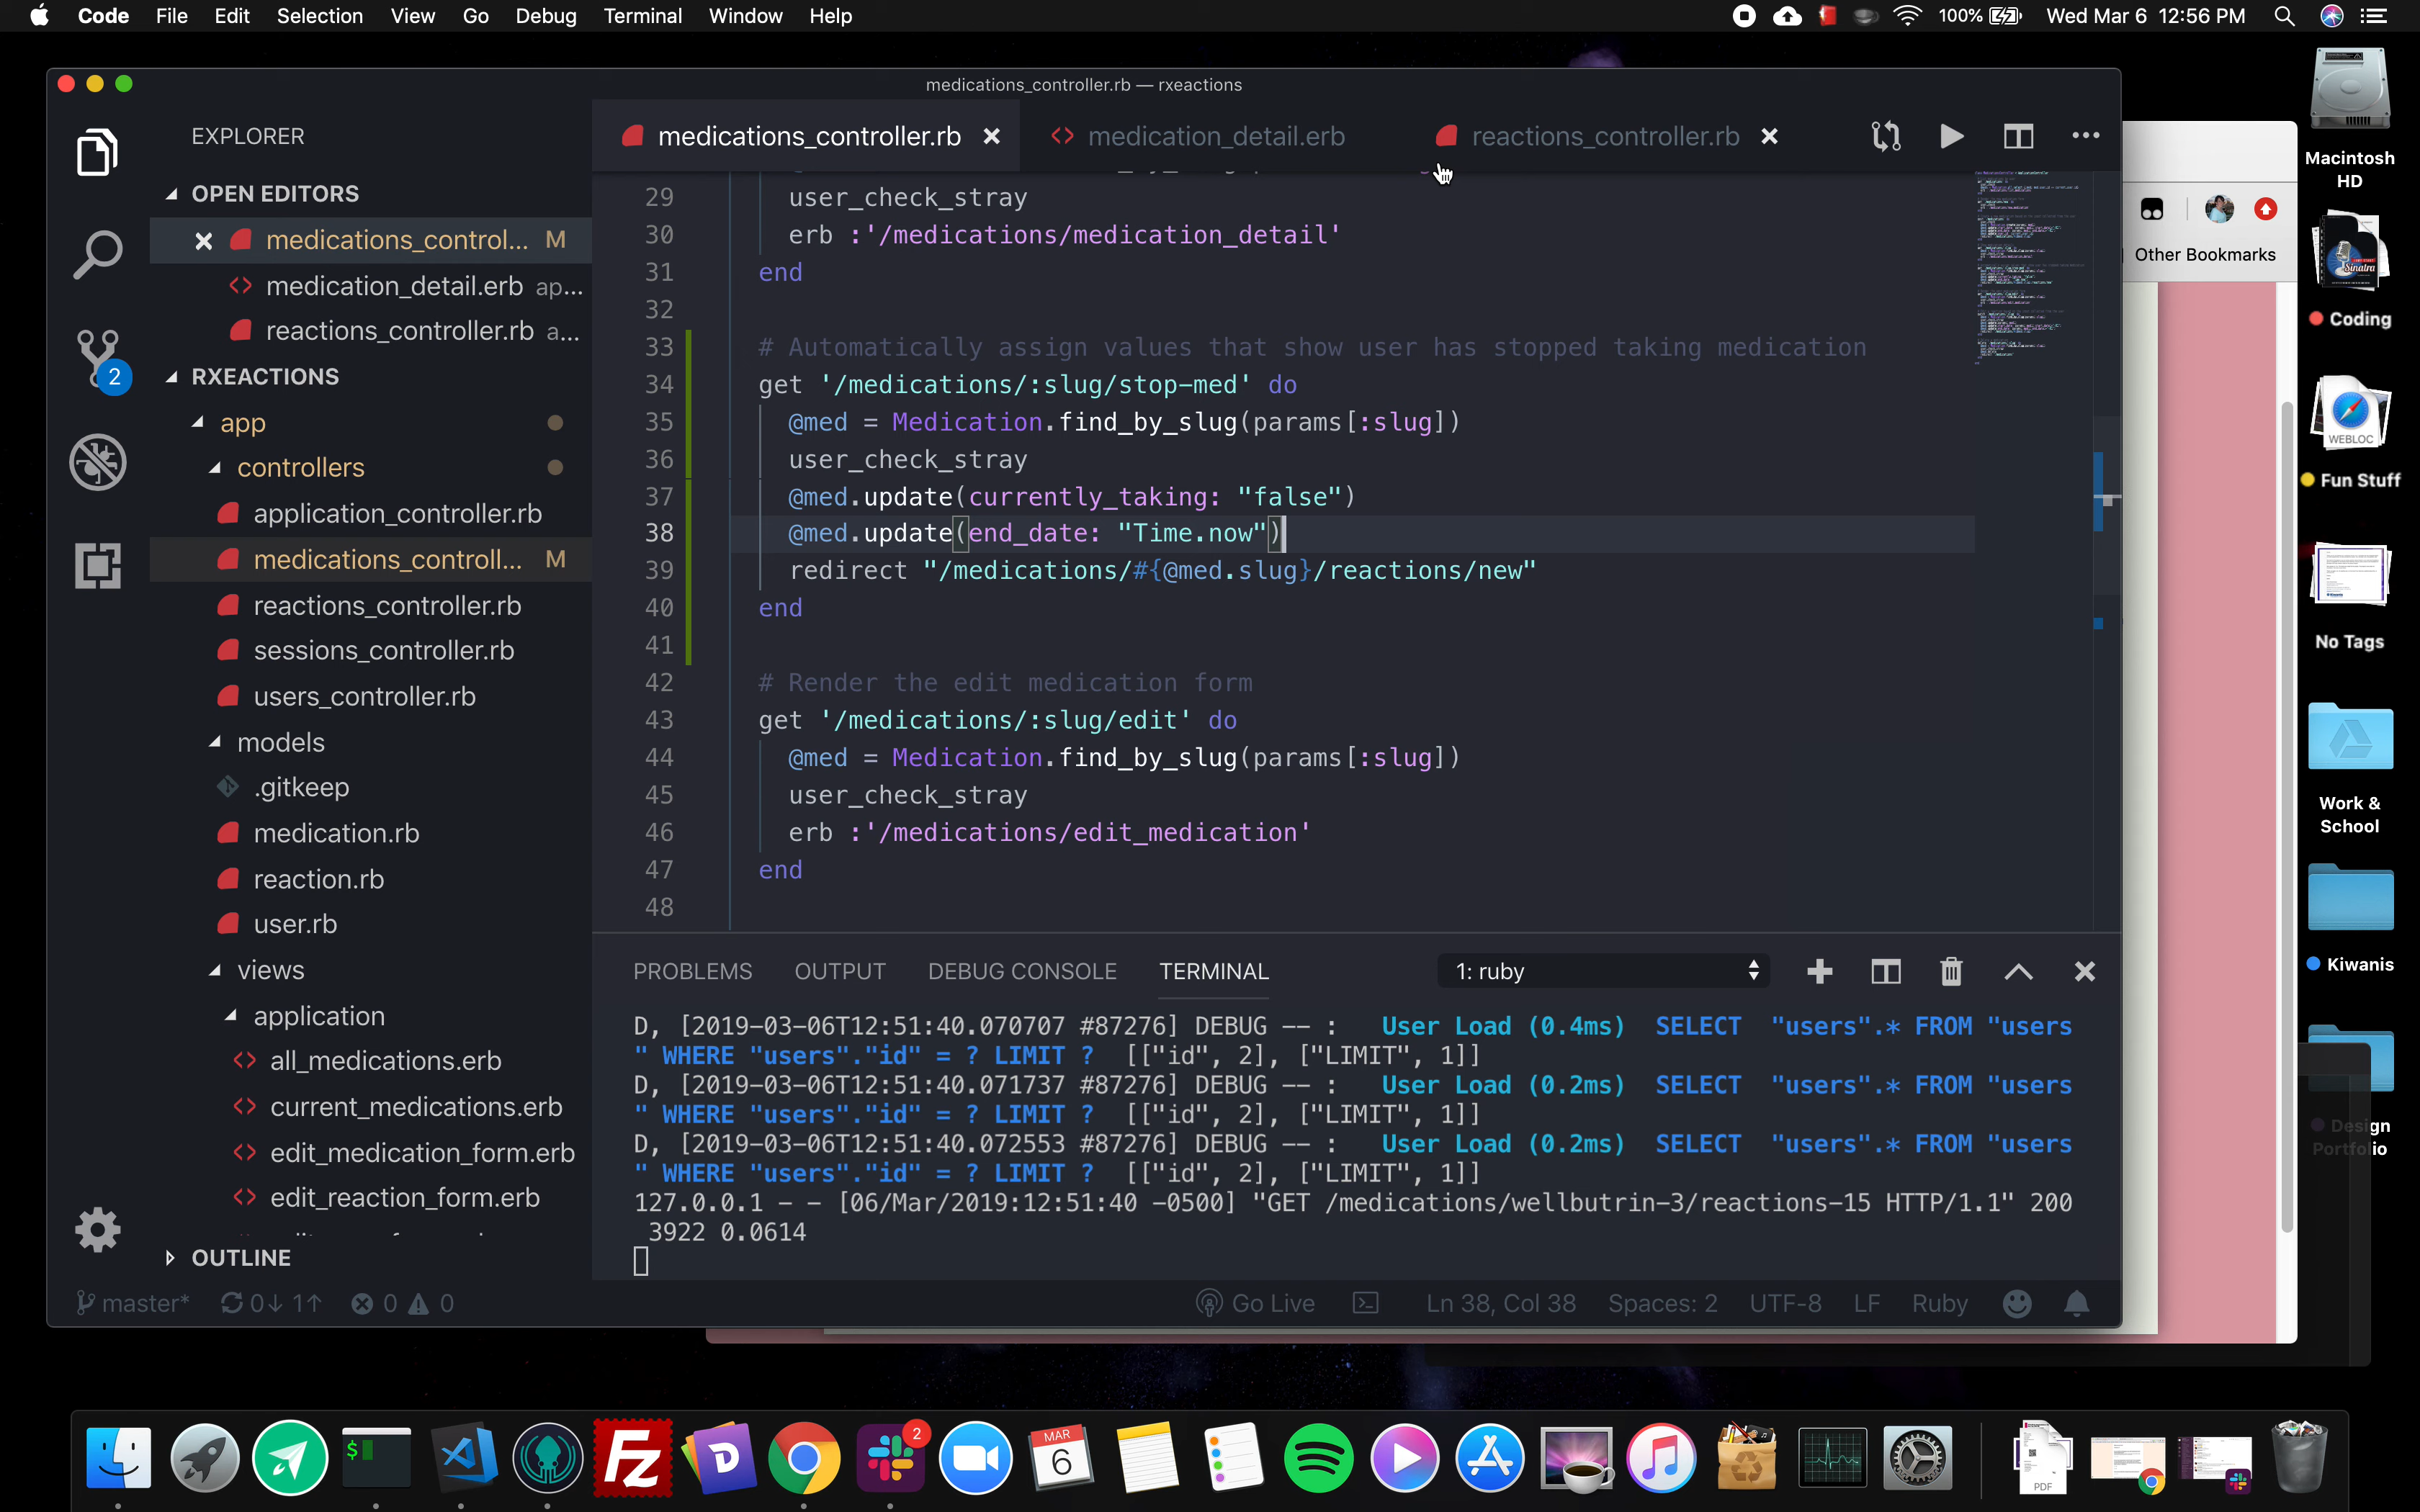 Code File Edit Selection View Go Debug Terminal Window Help
100% Wed Mar 6 12:56 PM
medications_controller.rb — rxeactions
EXPLORER
OPEN EDITORS
medications_control... M
medication_detail.erb ap...
reactions_controller.rb a...
RXEACTIONS
app
controllers
application_controller.rb
medications_controll... M
reactions_controller.rb
sessions_controller.rb
users_controller.rb
models
.gitkeep
medication.rb
reaction.rb
user.rb
views
application
all_medications.erb
current_medications.erb
edit_medication_form.erb
edit_reaction_form.erb
OUTLINE
2
medications_controller.rb
medication_detail.erb
reactions_controller.rb
29 user_check_stray
30 erb :'/medications/medication_detail'
31 end
32
33 # Automatically assign values that show user has stopped taking medication
34 get '/medications/:slug/stop-med' do
35 @med = Medication.find_by_slug(params[:slug])
36 user_check_stray
37 @med.update(currently_taking: "false")
38 @med.update(end_date: "Time.now")
39 redirect "/medications/#{@med.slug}/reactions/new"
40 end
41
42 # Render the edit medication form
43 get '/medications/:slug/edit' do
44 @med = Medication.find_by_slug(params[:slug])
45 user_check_stray
46 erb :'/medications/edit_medication'
47 end
48
PROBLEMS OUTPUT DEBUG CONSOLE TERMINAL 1: ruby
D, [2019-03-06T12:51:40.070707 #87276] DEBUG -- : User Load (0.4ms) SELECT "users".* FROM "users
" WHERE "users"."id" = ? LIMIT ? [["id", 2], ["LIMIT", 1]]
D, [2019-03-06T12:51:40.071737 #87276] DEBUG -- : User Load (0.2ms) SELECT "users".* FROM "users
" WHERE "users"."id" = ? LIMIT ? [["id", 2], ["LIMIT", 1]]
D, [2019-03-06T12:51:40.072553 #87276] DEBUG -- : User Load (0.2ms) SELECT "users".* FROM "users
" WHERE "users"."id" = ? LIMIT ? [["id", 2], ["LIMIT", 1]]
127.0.0.1 - - [06/Mar/2019:12:51:40 -0500] "GET /medications/wellbutrin-3/reactions-15 HTTP/1.1" 200
3922 0.0614
master* 0↓ 1↑ 0 0 Go Live Ln 38, Col 38 Spaces: 2 UTF-8 LF Ruby
Other Bookmarks
Macintosh
HD
Sinatra
Coding
WEBLOC
Fun Stuff
No Tags
Work &
School
Kiwanis
Design
Portfolio
$
FZ
D
2
MAR
6
PDF